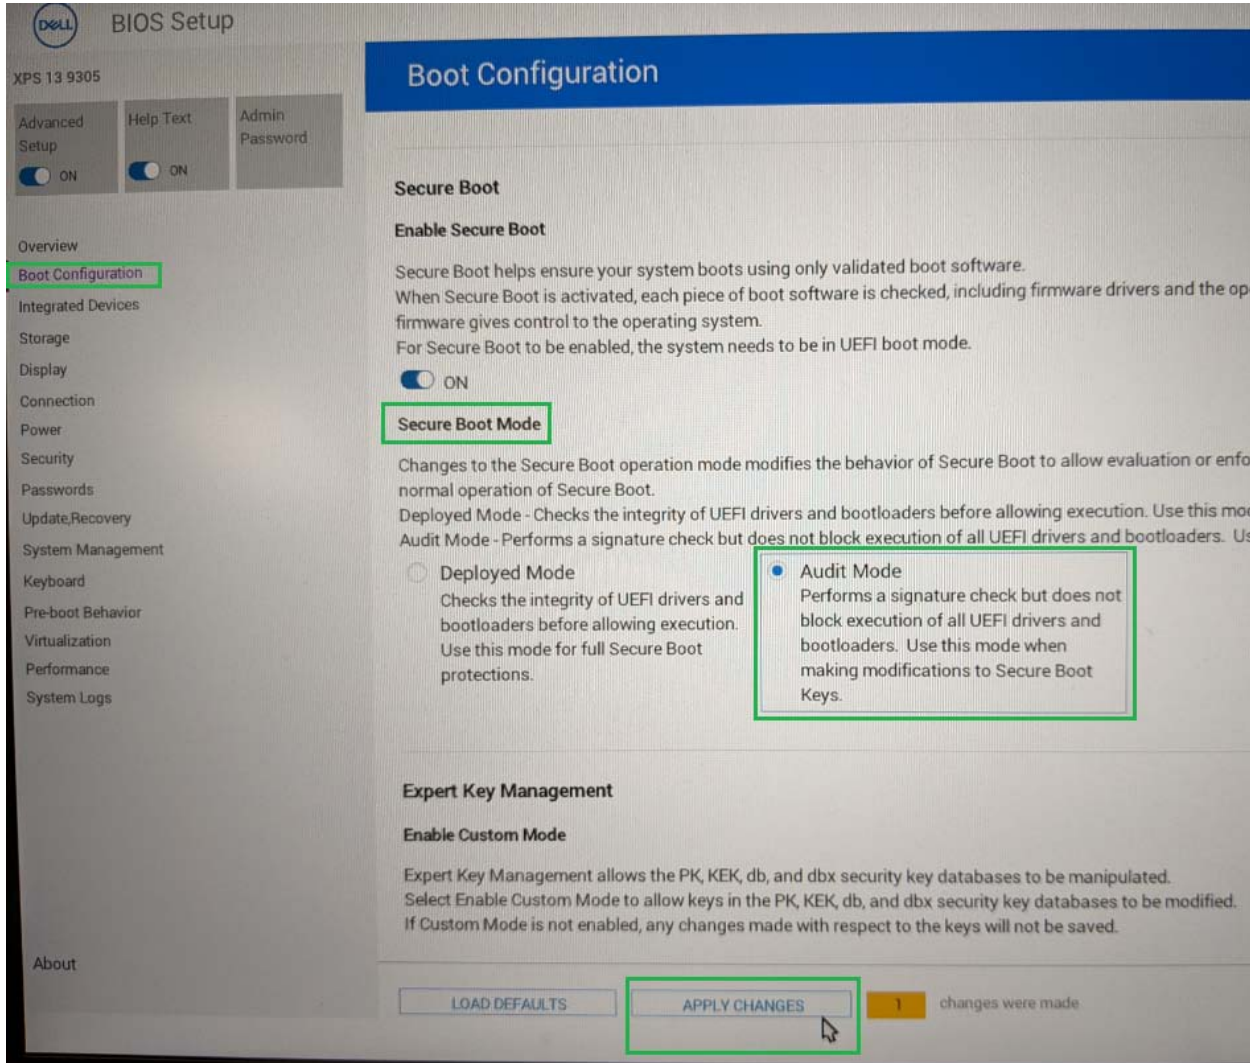 DELL
BIOS Setup
XPS 13 9305
Advanced
Setup
ON
Help Text
ON
Admin
Password
Overview
Boot Configuration
Integrated Devices
Storage
Display
Connection
Power
Security
Passwords
Update,Recovery
System Management
Keyboard
Pre-boot Behavior
Virtualization
Performance
System Logs
About
Boot Configuration
Secure Boot
Enable Secure Boot
Secure Boot helps ensure your system boots using only validated boot software.
When Secure Boot is activated, each piece of boot software is checked, including firmware drivers and the op
firmware gives control to the operating system.
For Secure Boot to be enabled, the system needs to be in UEFI boot mode.
ON
Secure Boot Mode
Changes to the Secure Boot operation mode modifies the behavior of Secure Boot to allow evaluation or enfo
normal operation of Secure Boot.
Deployed Mode - Checks the integrity of UEFI drivers and bootloaders before allowing execution. Use this mo
Audit Mode - Performs a signature check but does not block execution of all UEFI drivers and bootloaders. Us
Deployed Mode
Checks the integrity of UEFI drivers and
bootloaders before allowing execution.
Use this mode for full Secure Boot
protections.
Audit Mode
Performs a signature check but does not
block execution of all UEFI drivers and
bootloaders. Use this mode when
making modifications to Secure Boot
Keys.
Expert Key Management
Enable Custom Mode
Expert Key Management allows the PK, KEK, db, and dbx security key databases to be manipulated.
Select Enable Custom Mode to allow keys in the PK, KEK, db, and dbx security key databases to be modified.
If Custom Mode is not enabled, any changes made with respect to the keys will not be saved.
LOAD DEFAULTS
APPLY CHANGES
1 changes were made